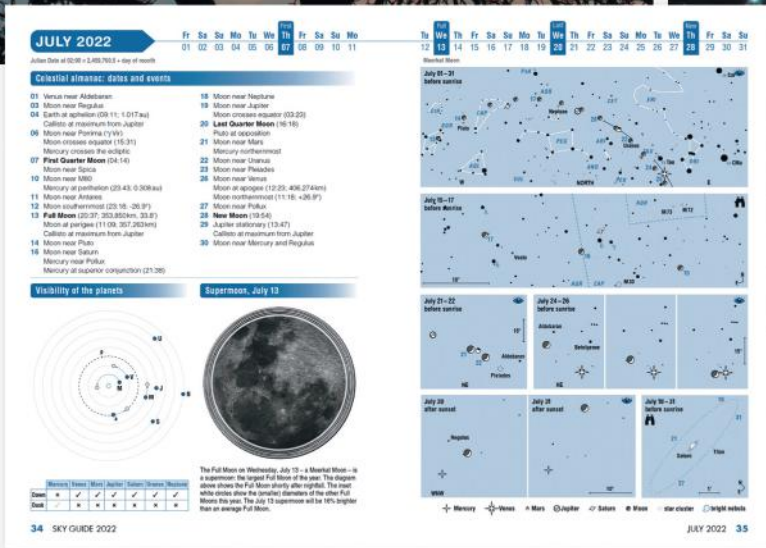 JULY 2022
Fr Sa Su Mo Tu We Th Fr Sa Su Mo
First
01 02 03 04 05 06 07 08 09 10 11
Julian Date at 02:00 = 2,459,760.5 + day of month
Celestial almanac: dates and events
01 Venus near Aldebaran
03 Moon near Regulus
04 Earth at aphelion (09:11; 1.017au)
Callisto at maximum from Jupiter
06 Moon near Porrima (γ Vir)
Moon crosses equator (15:31)
Mercury crosses the ecliptic
07 First Quarter Moon (04:14)
Moon near Spica
10 Moon near M80
Mercury at perihelion (23:43; 0.308au)
11 Moon near Antares
12 Moon southernmost (23:18; -26.9°)
13 Full Moon (20:37; 353,850km, 33.8')
Moon at perigee (11:09; 357,263km)
Callisto at maximum from Jupiter
14 Moon near Pluto
16 Moon near Saturn
Mercury near Pollux
Mercury at superior conjunction (21:38)
18 Moon near Neptune
19 Moon near Jupiter
Moon crosses equator (03:23)
20 Last Quarter Moon (16:18)
Pluto at opposition
21 Moon near Mars
Mercury northernmost
22 Moon near Uranus
23 Moon near Pleiades
26 Moon near Venus
Moon at apogee (12:23; 406,274km)
Moon northernmost (11:16; +26.9°)
27 Moon near Pollux
28 New Moon (19:54)
29 Jupiter stationary (13:47)
Callisto at maximum from Jupiter
30 Moon near Mercury and Regulus
Visibility of the planets
U
V
M
J
M
S
Mercury Venus Mars Jupiter Saturn Uranus Neptune
Dawn
Dusk
Supermoon, July 13
The Full Moon on Wednesday, July 13 – a Meerkat Moon – is
a supermoon: the largest Full Moon of the year. The diagram
above shows the Full Moon shortly after nightfall. The inset
white circles show the (smaller) diameters of the other Full
Moons this year. The July 13 supermoon will be 16% brighter
than an average Full Moon.
34 SKY GUIDE 2022
Full
Last
New
Tu We Th Fr Sa Su Mo Tu We Th Fr Sa Su Mo Tu We Th Fr Sa Su
12 13 14 15 16 17 18 19 20 21 22 23 24 25 26 27 28 29 30 31
Meerkat Moon
July 01–31
before sunrise
Pluto
Neptune
Uranus
W
NORTH
E
July 15–17
before Moonrise
Vesta
M72
M30
10°
July 21–22
before sunrise
10°
Aldebaran
Pleiades
NE
July 24–26
before sunrise
Aldebaran
Betelgeuse
NE
July 30
after sunset
Regulus
WNW
July 31
after sunset
10°
before sunrise
Saturn
Titan
1'
Mercury
Venus
Mars
Jupiter
Saturn
Moon
star cluster
bright nebula
JULY 2022 35